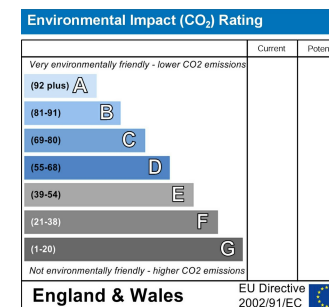 Environmental Impact (CO₂) Rating
Current Poten
Very environmentally friendly - lower CO2 emissions
(92 plus) A
(81-91) B
(69-80) C
(55-68) D
(39-54) E
(21-38) F
(1-20) G
Not environmentally friendly - higher CO2 emissions
England & Wales
EU Directive
2002/91/EC